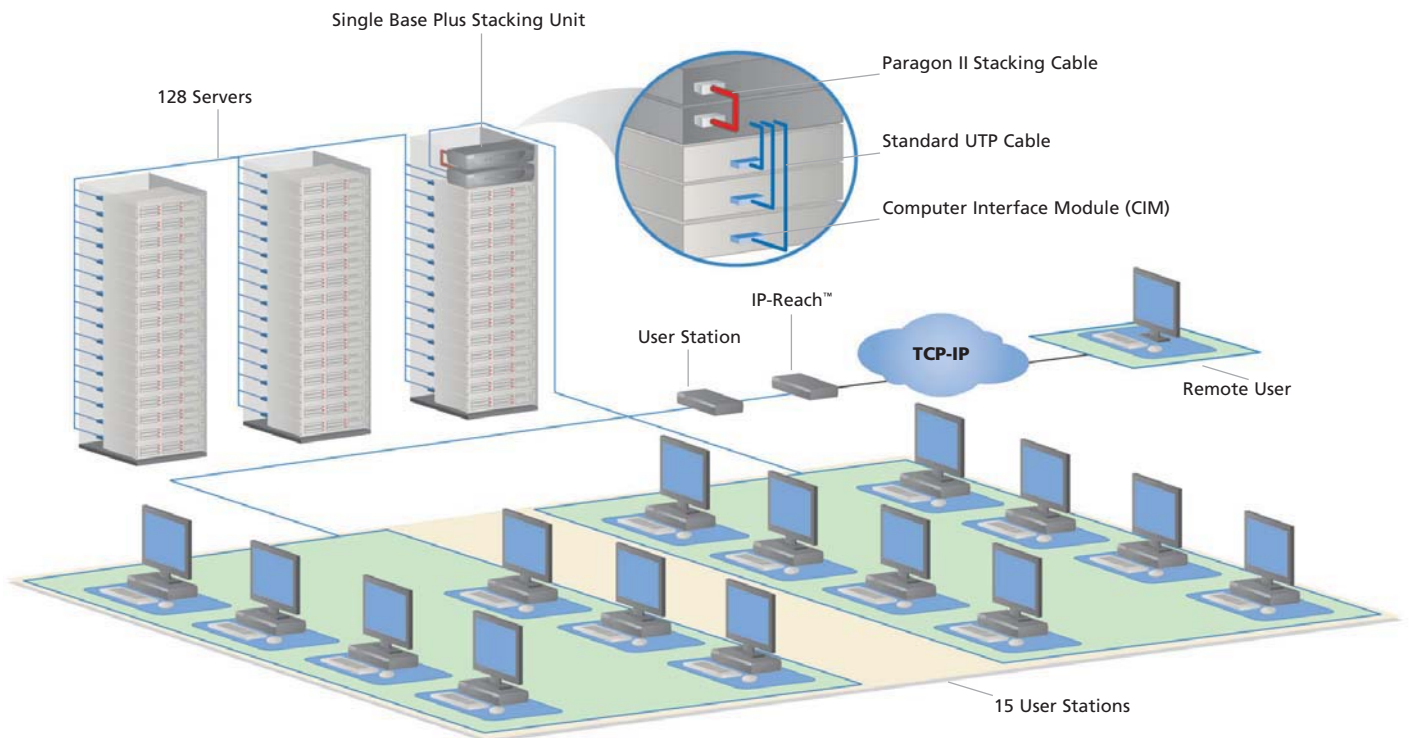 Single Base Plus Stacking Unit
Paragon II Stacking Cable
128 Servers
Standard UTP Cable
Computer Interface Module (CIM)
IP-Reach™
User Station
TCP-IP
Remote User
15 User Stations